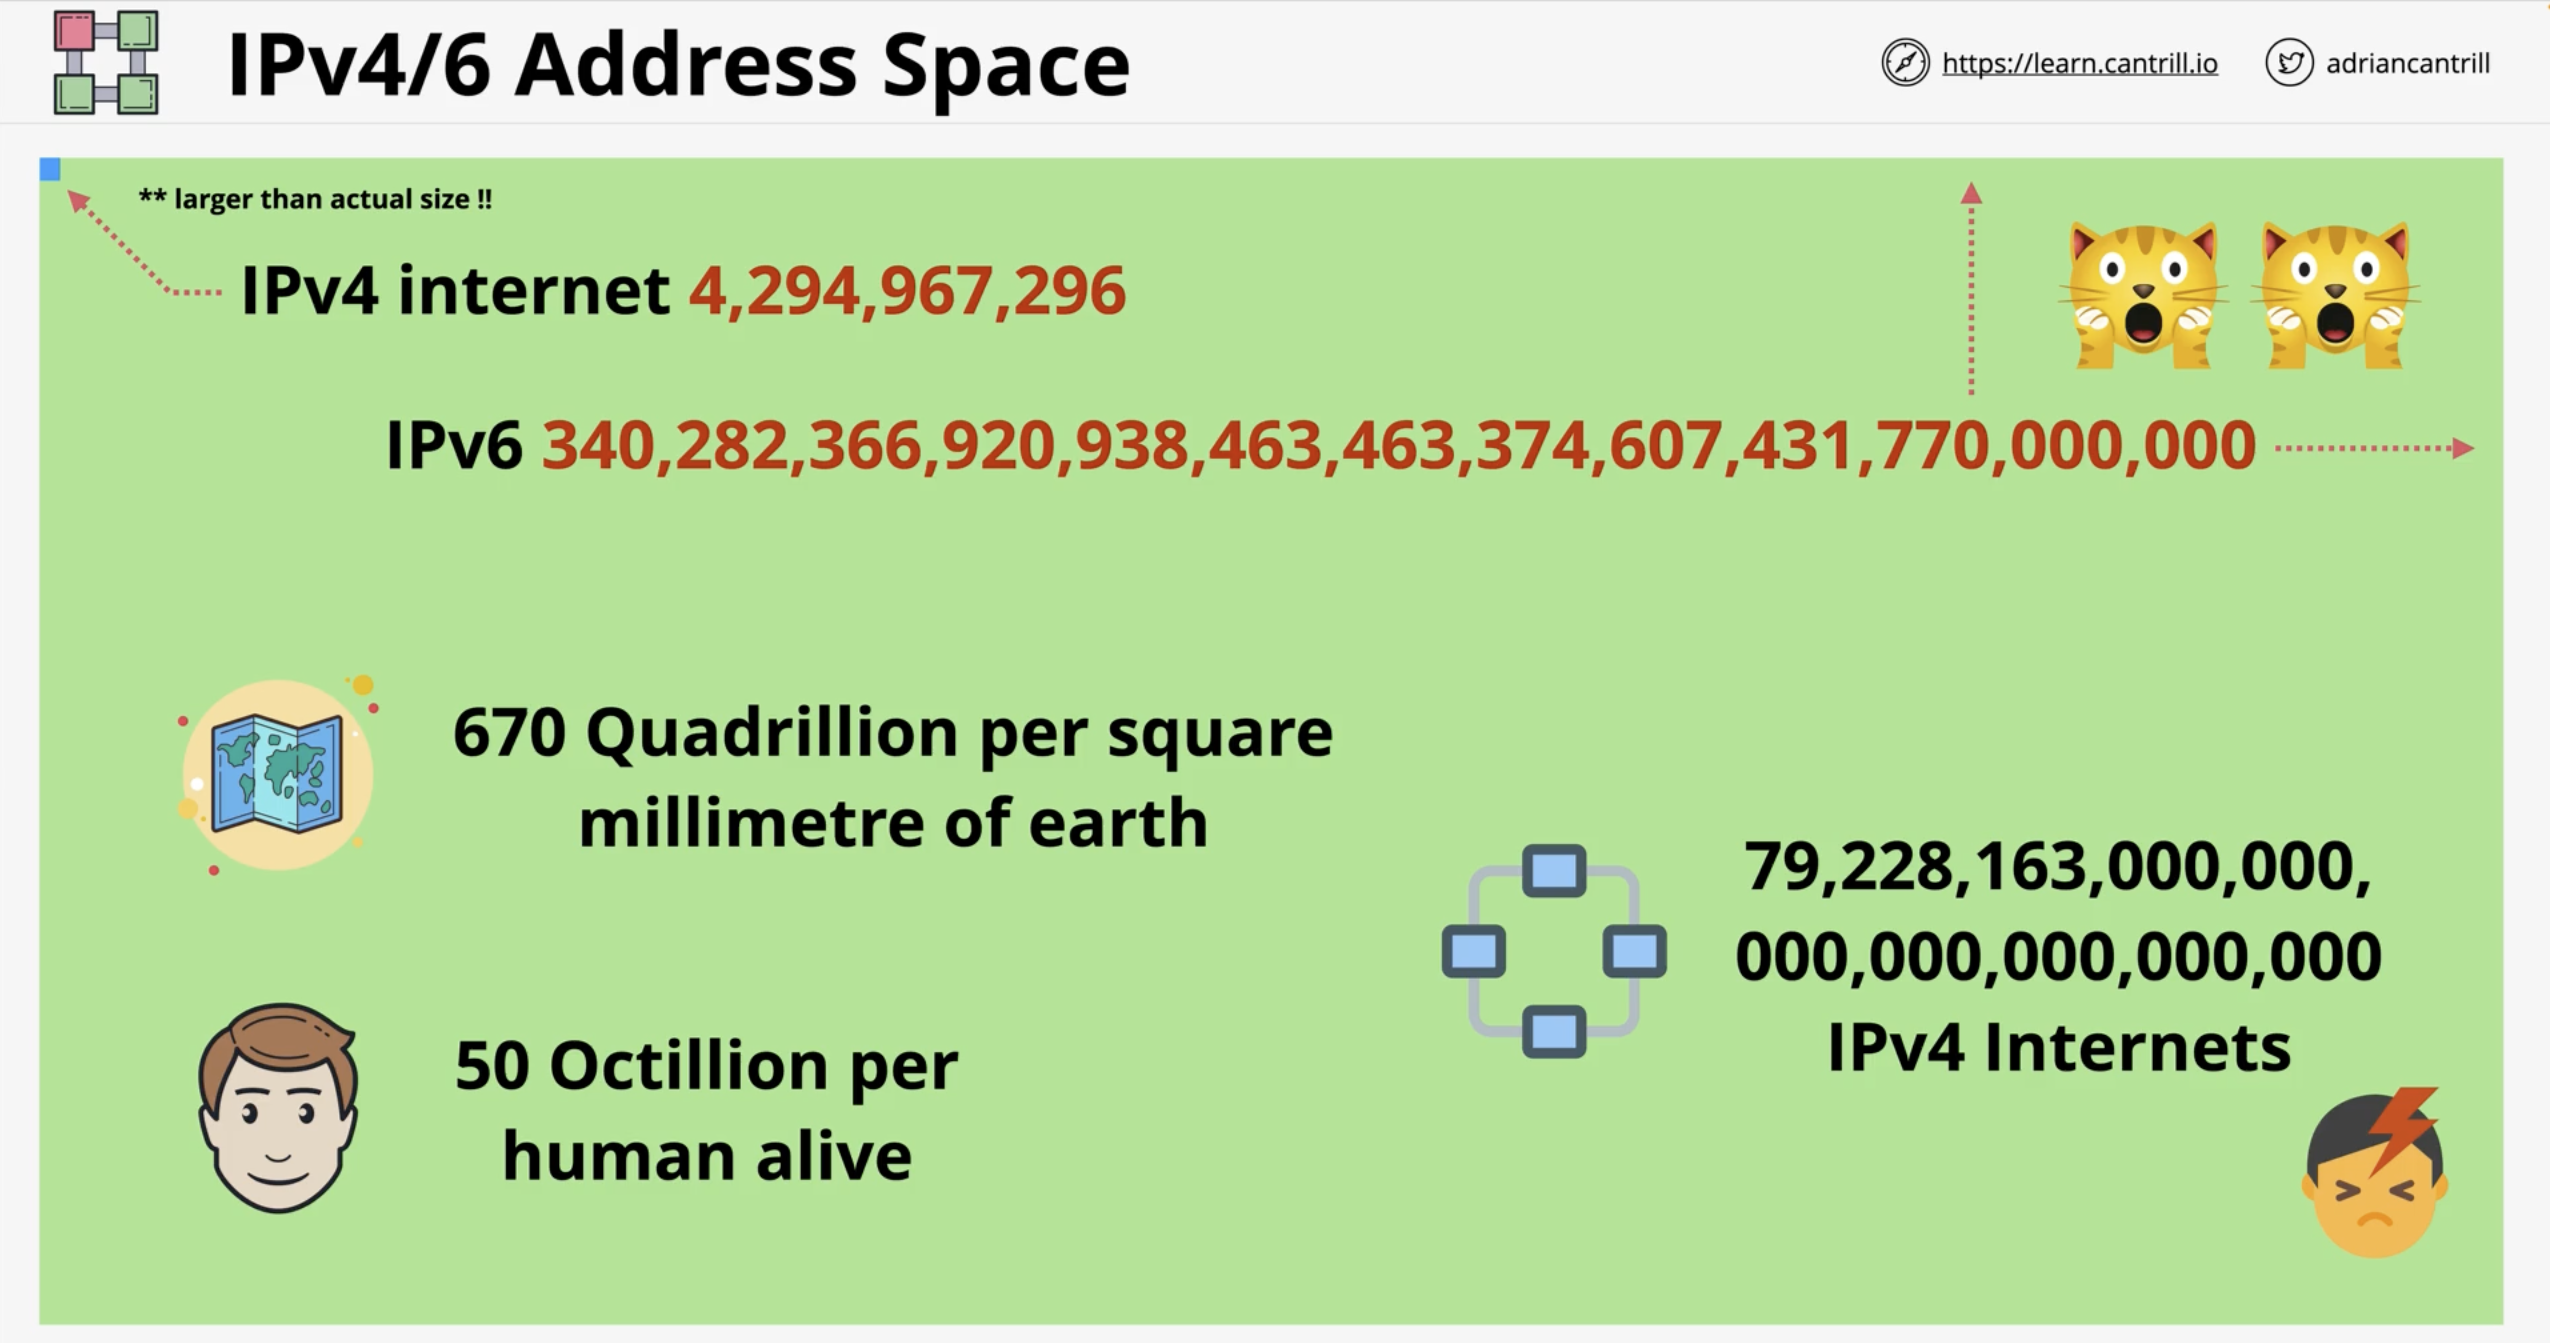 IPv4/6 Address Space
https://learn.cantrill.io
adriancantrill
** larger than actual size !!
IPv4 internet 4,294,967,296
IPv6 340,282,366,920,938,463,463,374,607,431,770,000,000
670 Quadrillion per square
millimetre of earth
79,228,163,000,000,
000,000,000,000,000
IPv4 Internets
50 Octillion per
human alive